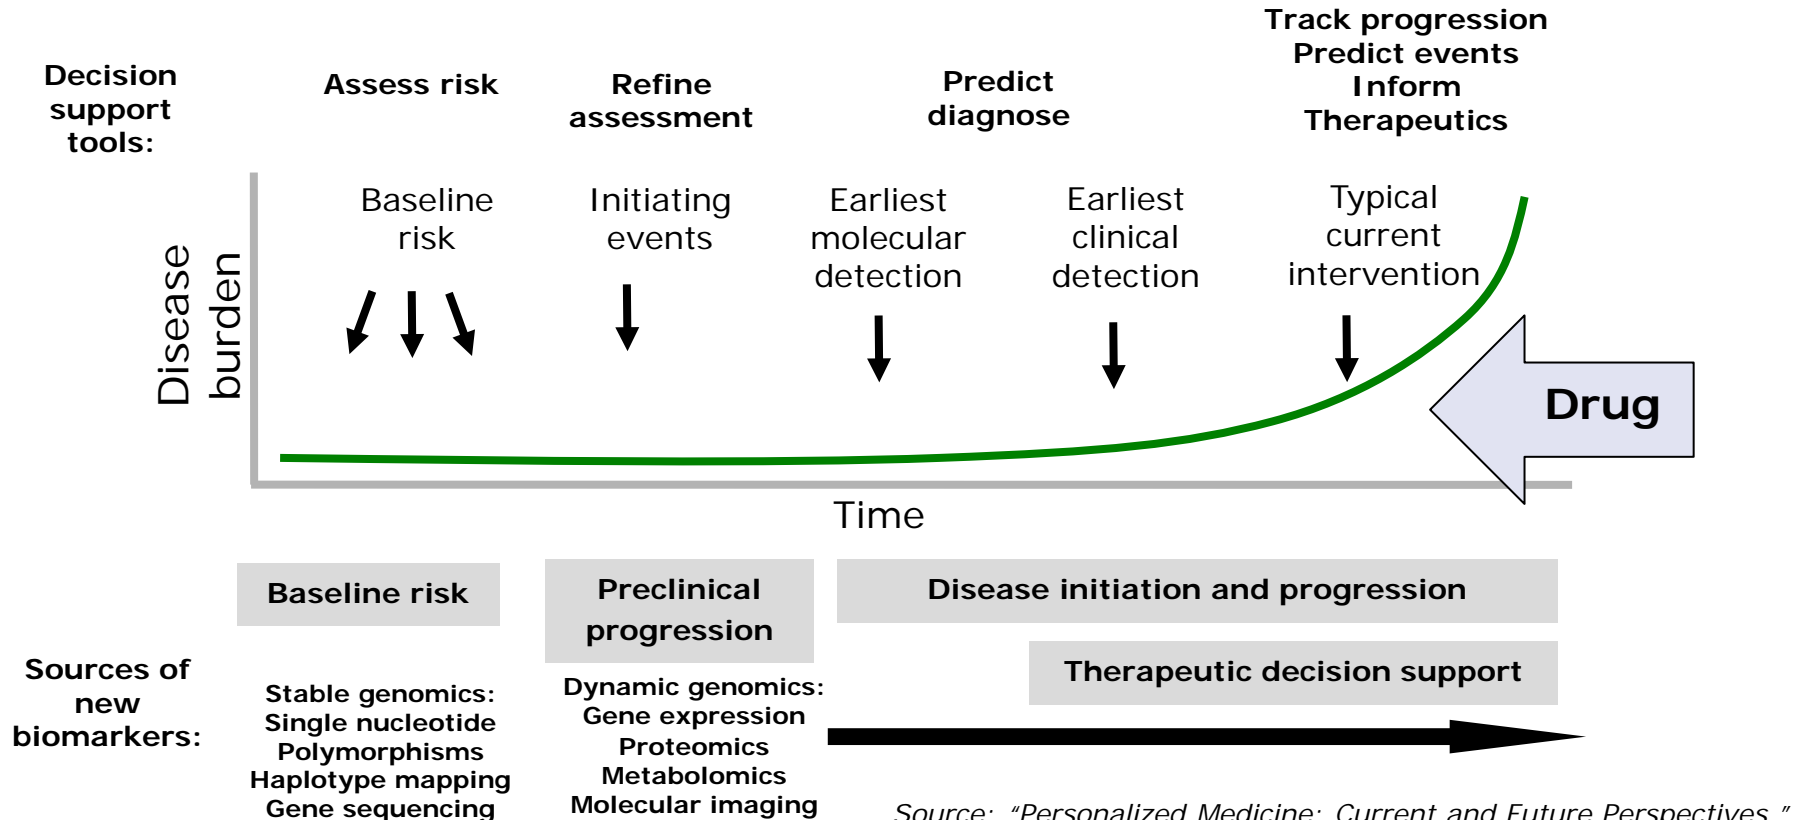 Decision
support
tools:
Assess risk
Refine
assessment
Predict
diagnose
Track progression
Predict events
Inform
Therapeutics
Disease
burden
Baseline
risk
Initiating
events
Earliest
molecular
detection
Earliest
clinical
detection
Typical
current
intervention
Drug
Time
Baseline risk
Preclinical
progression
Disease initiation and progression
Therapeutic decision support
Sources of
new
biomarkers:
Stable genomics:
Single nucleotide
Polymorphisms
Haplotype mapping
Gene sequencing
Dynamic genomics:
Gene expression
Proteomics
Metabolomics
Molecular imaging
Source: “Personalized Medicine: Current and Future Perspectives,”